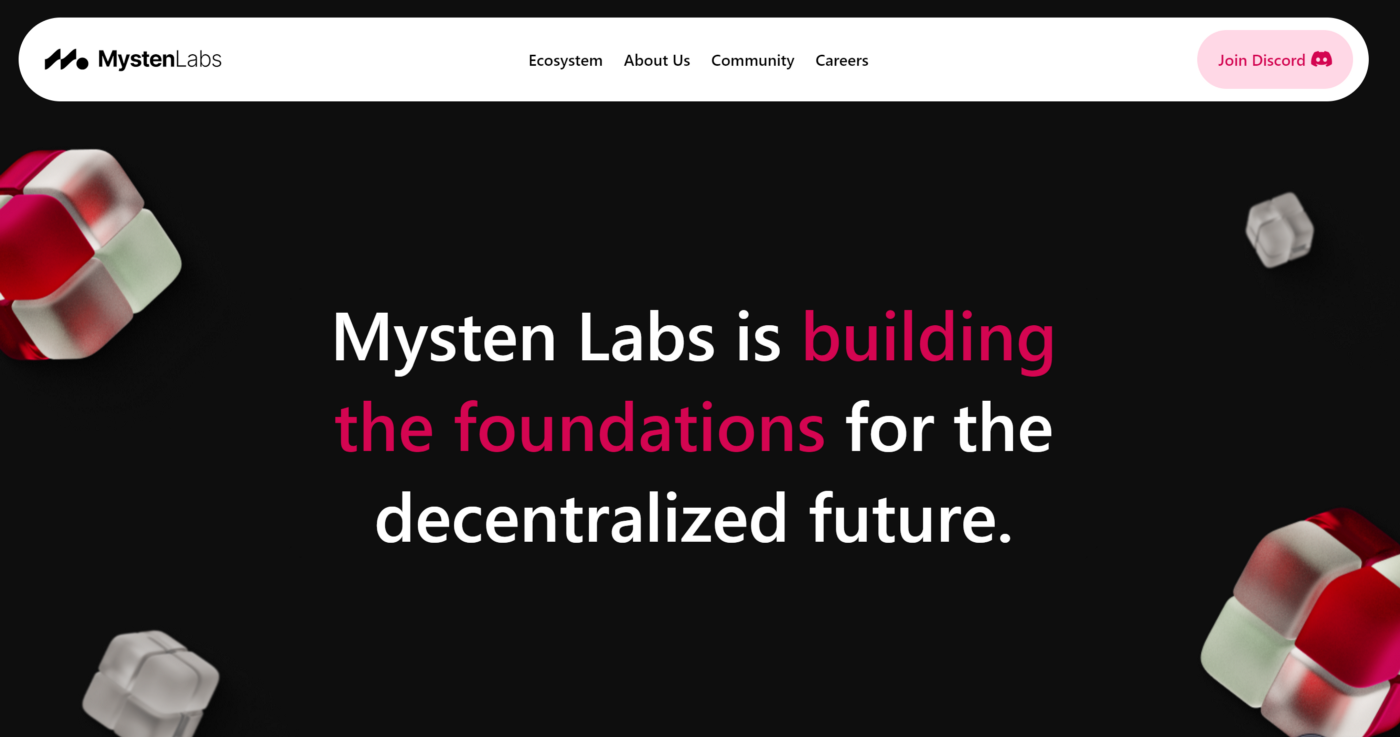 MystenLabs
Ecosystem About Us Community Careers
Join Discord
Mysten Labs is building
the foundations for the
decentralized future.